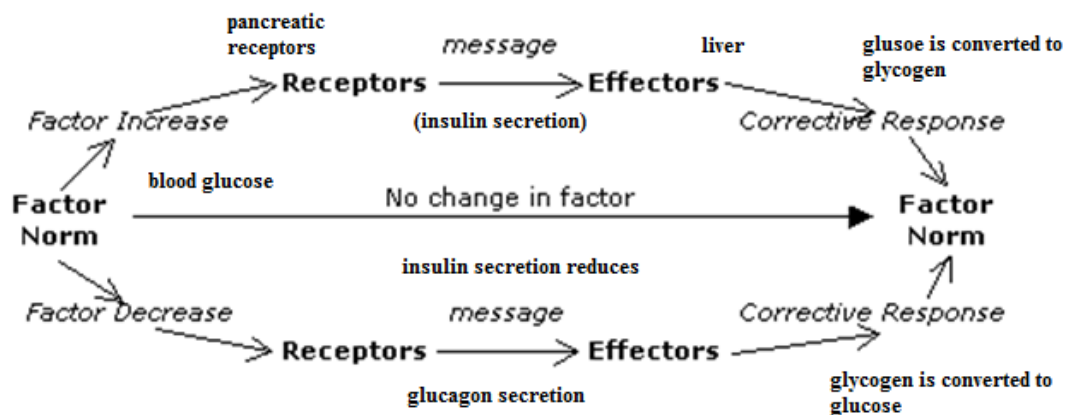 pancreatic
receptors
message
liver
glusoe is converted to
glycogen
Receptors
Effectors
Factor Increase
(insulin secretion)
Corrective Response
blood glucose
No change in factor
Factor
Norm
Factor
Norm
insulin secretion reduces
Factor Decrease
message
Corrective Response
Receptors
Effectors
glucagon secretion
glycogen is converted to
glucose